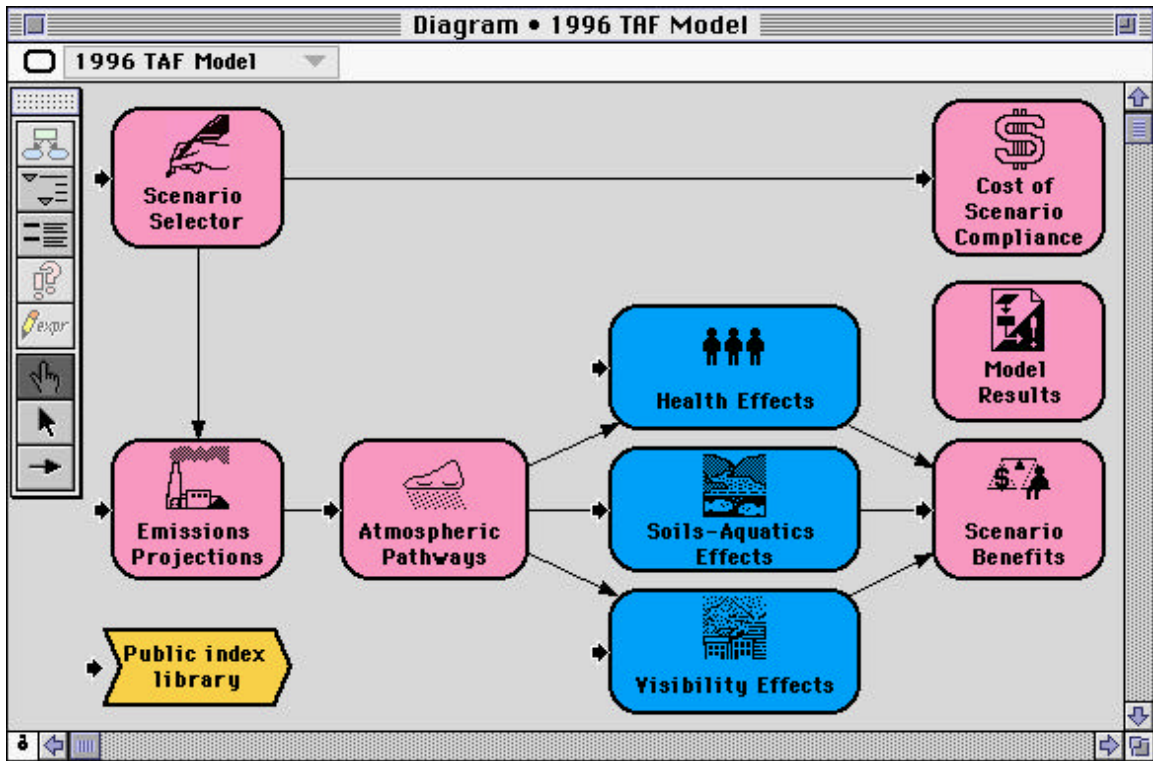 Diagram • 1996 TAF Model
1996 TAF Model
expr
Scenario
Selector
$
Cost of
Scenario
Compliance
Model
Results
Health Effects
Emissions
Projections
Atmospheric
Pathways
Soils-Aquatics
Effects
$
Scenario
Benefits
Public index
library
Visibility Effects